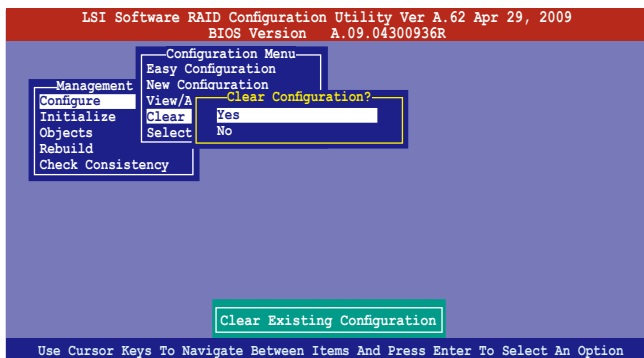 LSI Software RAID Configuration Utility Ver A.62 Apr 29, 2009
BIOS Version A.09.04300936R
Configuration Menu
Easy Configuration
New Configuration
View/A
Clear
Select
Management
Configure
Initialize
Objects
Rebuild
Check Consistency
Clear Configuration?
Yes
No
Clear Existing Configuration
Use Cursor Keys To Navigate Between Items And Press Enter To Select An Option